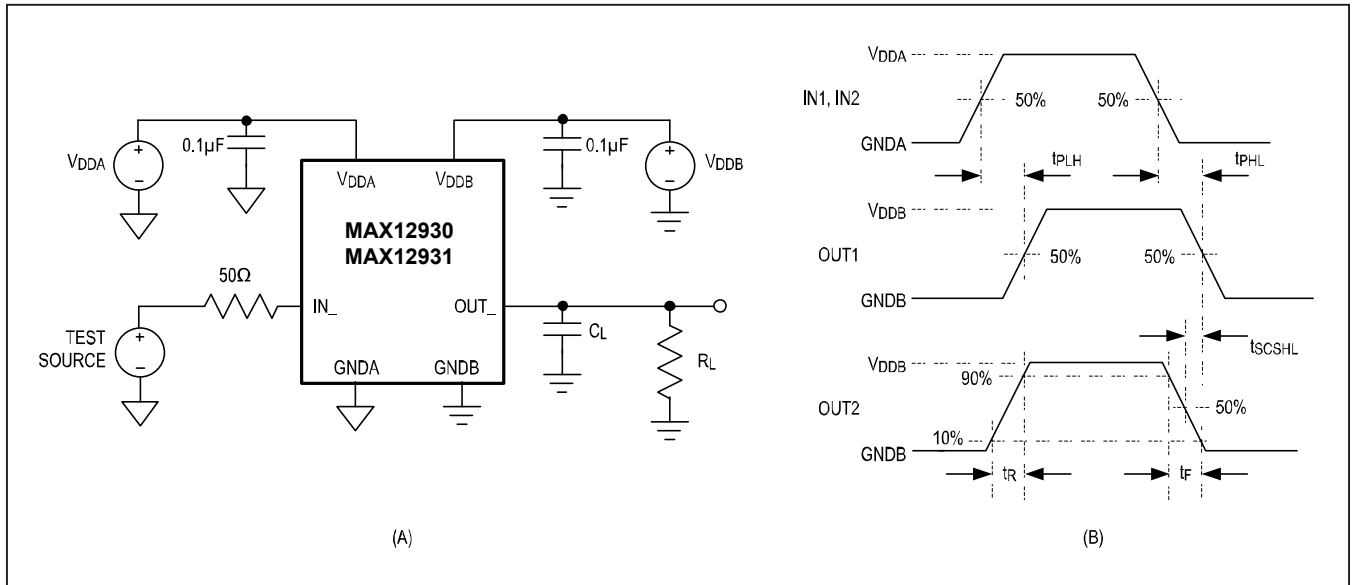 VDDA
0.1µF
0.1µF
VDDB
VDDA
VDDB
MAX12930
MAX12931
50Ω
TEST
SOURCE
IN_
OUT_
CL
RL
GNDA
GNDB
(A)
VDDA
IN1, IN2
50%
50%
GNDA
tPLH
tPHL
VDDB
OUT1
50%
50%
GNDB
tSCSHL
VDDB
90%
OUT2
50%
10%
GNDB
tR
tF
(B)